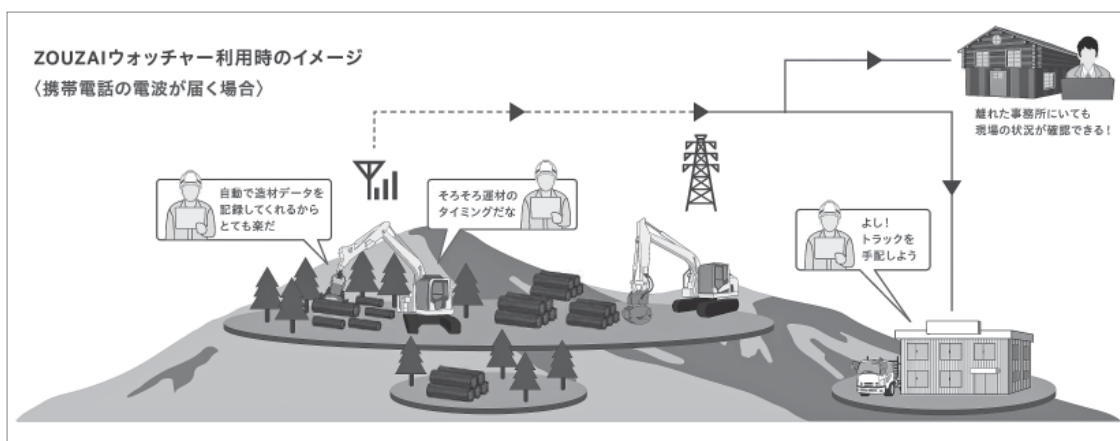 ZOUZAIウォッチャー利用時のイメージ
〈携帯電話の電波が届く場合〉
離れた事務所にいても
現場の状況が確認できる！
自動で造材データを
記録してくれるから
とても楽だ
そろそろ運材の
タイミングだな
よし！
トラックを
手配しよう